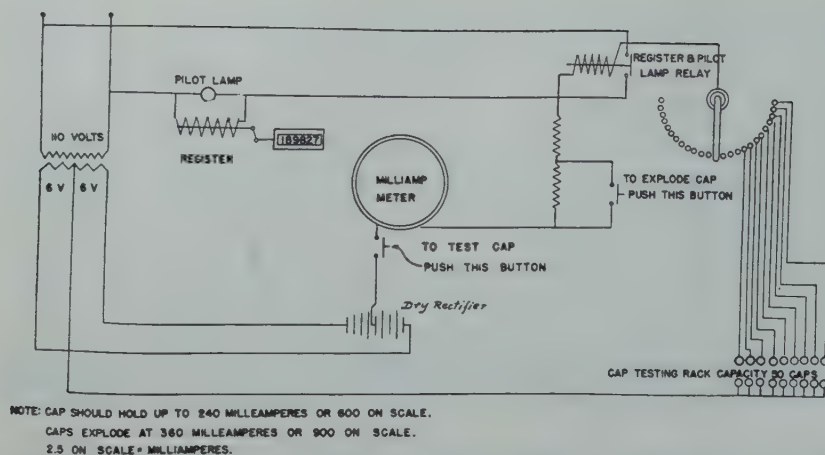 PILOT LAMP
REGISTER & PILOT
LAMP RELAY
110 VOLTS
189827
REGISTER
6 V 6 V
MILLIAMP
METER
TO EXPLODE CAP
PUSH THIS BUTTON
TO TEST CAP
PUSH THIS BUTTON
Dry Rectifier
CAP TESTING RACK CAPACITY 50 CAPS
NOTE: CAP SHOULD HOLD UP TO 240 MILLEAMPERES OR 600 ON SCALE.
CAPS EXPLODE AT 360 MILLEAMPERES OR 900 ON SCALE.
2.5 ON SCALE = MILLIAMPERES.